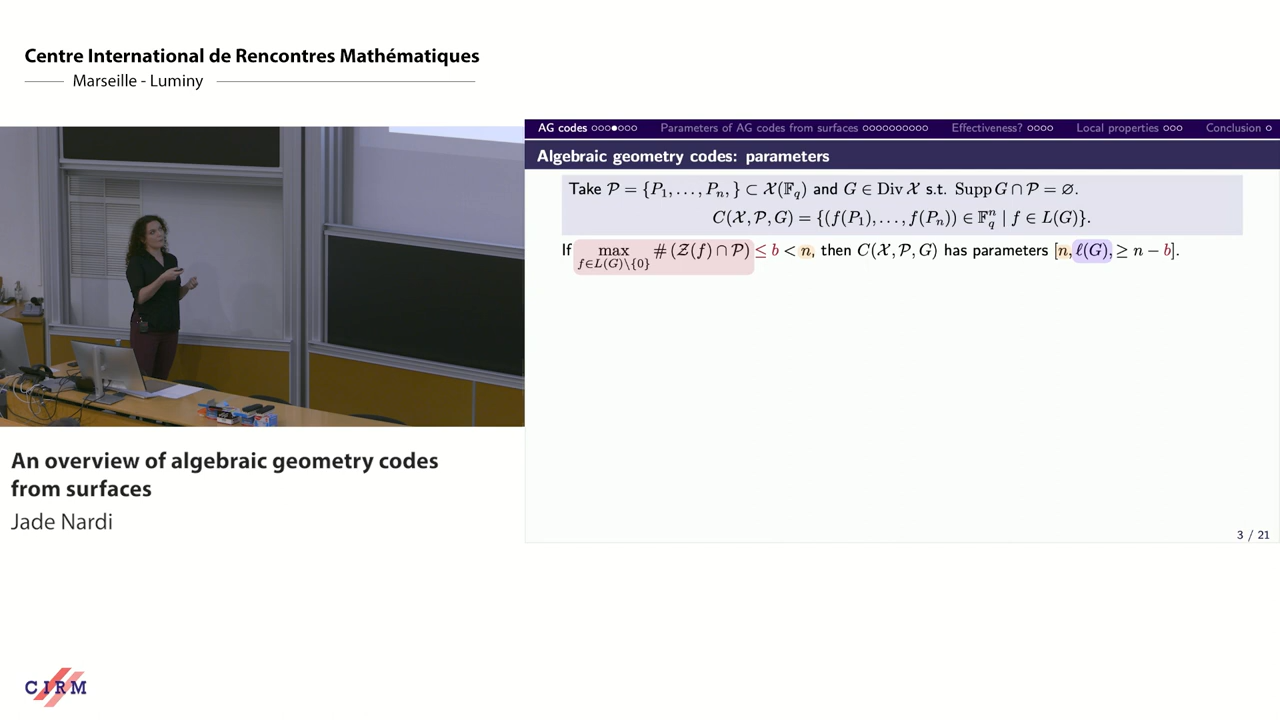 Centre International de Rencontres Mathématiques
Marseille - Luminy
AG codes Parameters of AG codes from surfaces Effectiveness? Local properties Conclusion
Algebraic geometry codes: parameters
Take 𝒫 = {P₁, . . . , Pₙ, } ⊂ 𝒳(𝔽_q) and G ∈ Div 𝒳 s.t. Supp G ∩ 𝒫 = ∅.
C(𝒳, 𝒫, G) = {(f(P₁), . . . , f(Pₙ)) ∈ 𝔽_qⁿ | f ∈ L(G)}.
If max_{f∈L(G)\{0}} # (𝒵(f) ∩ 𝒫) ≤ b < n, then C(𝒳, 𝒫, G) has parameters [n, ℓ(G), ≥ n − b].
3 / 21
An overview of algebraic geometry codes
from surfaces
Jade Nardi
CIRM